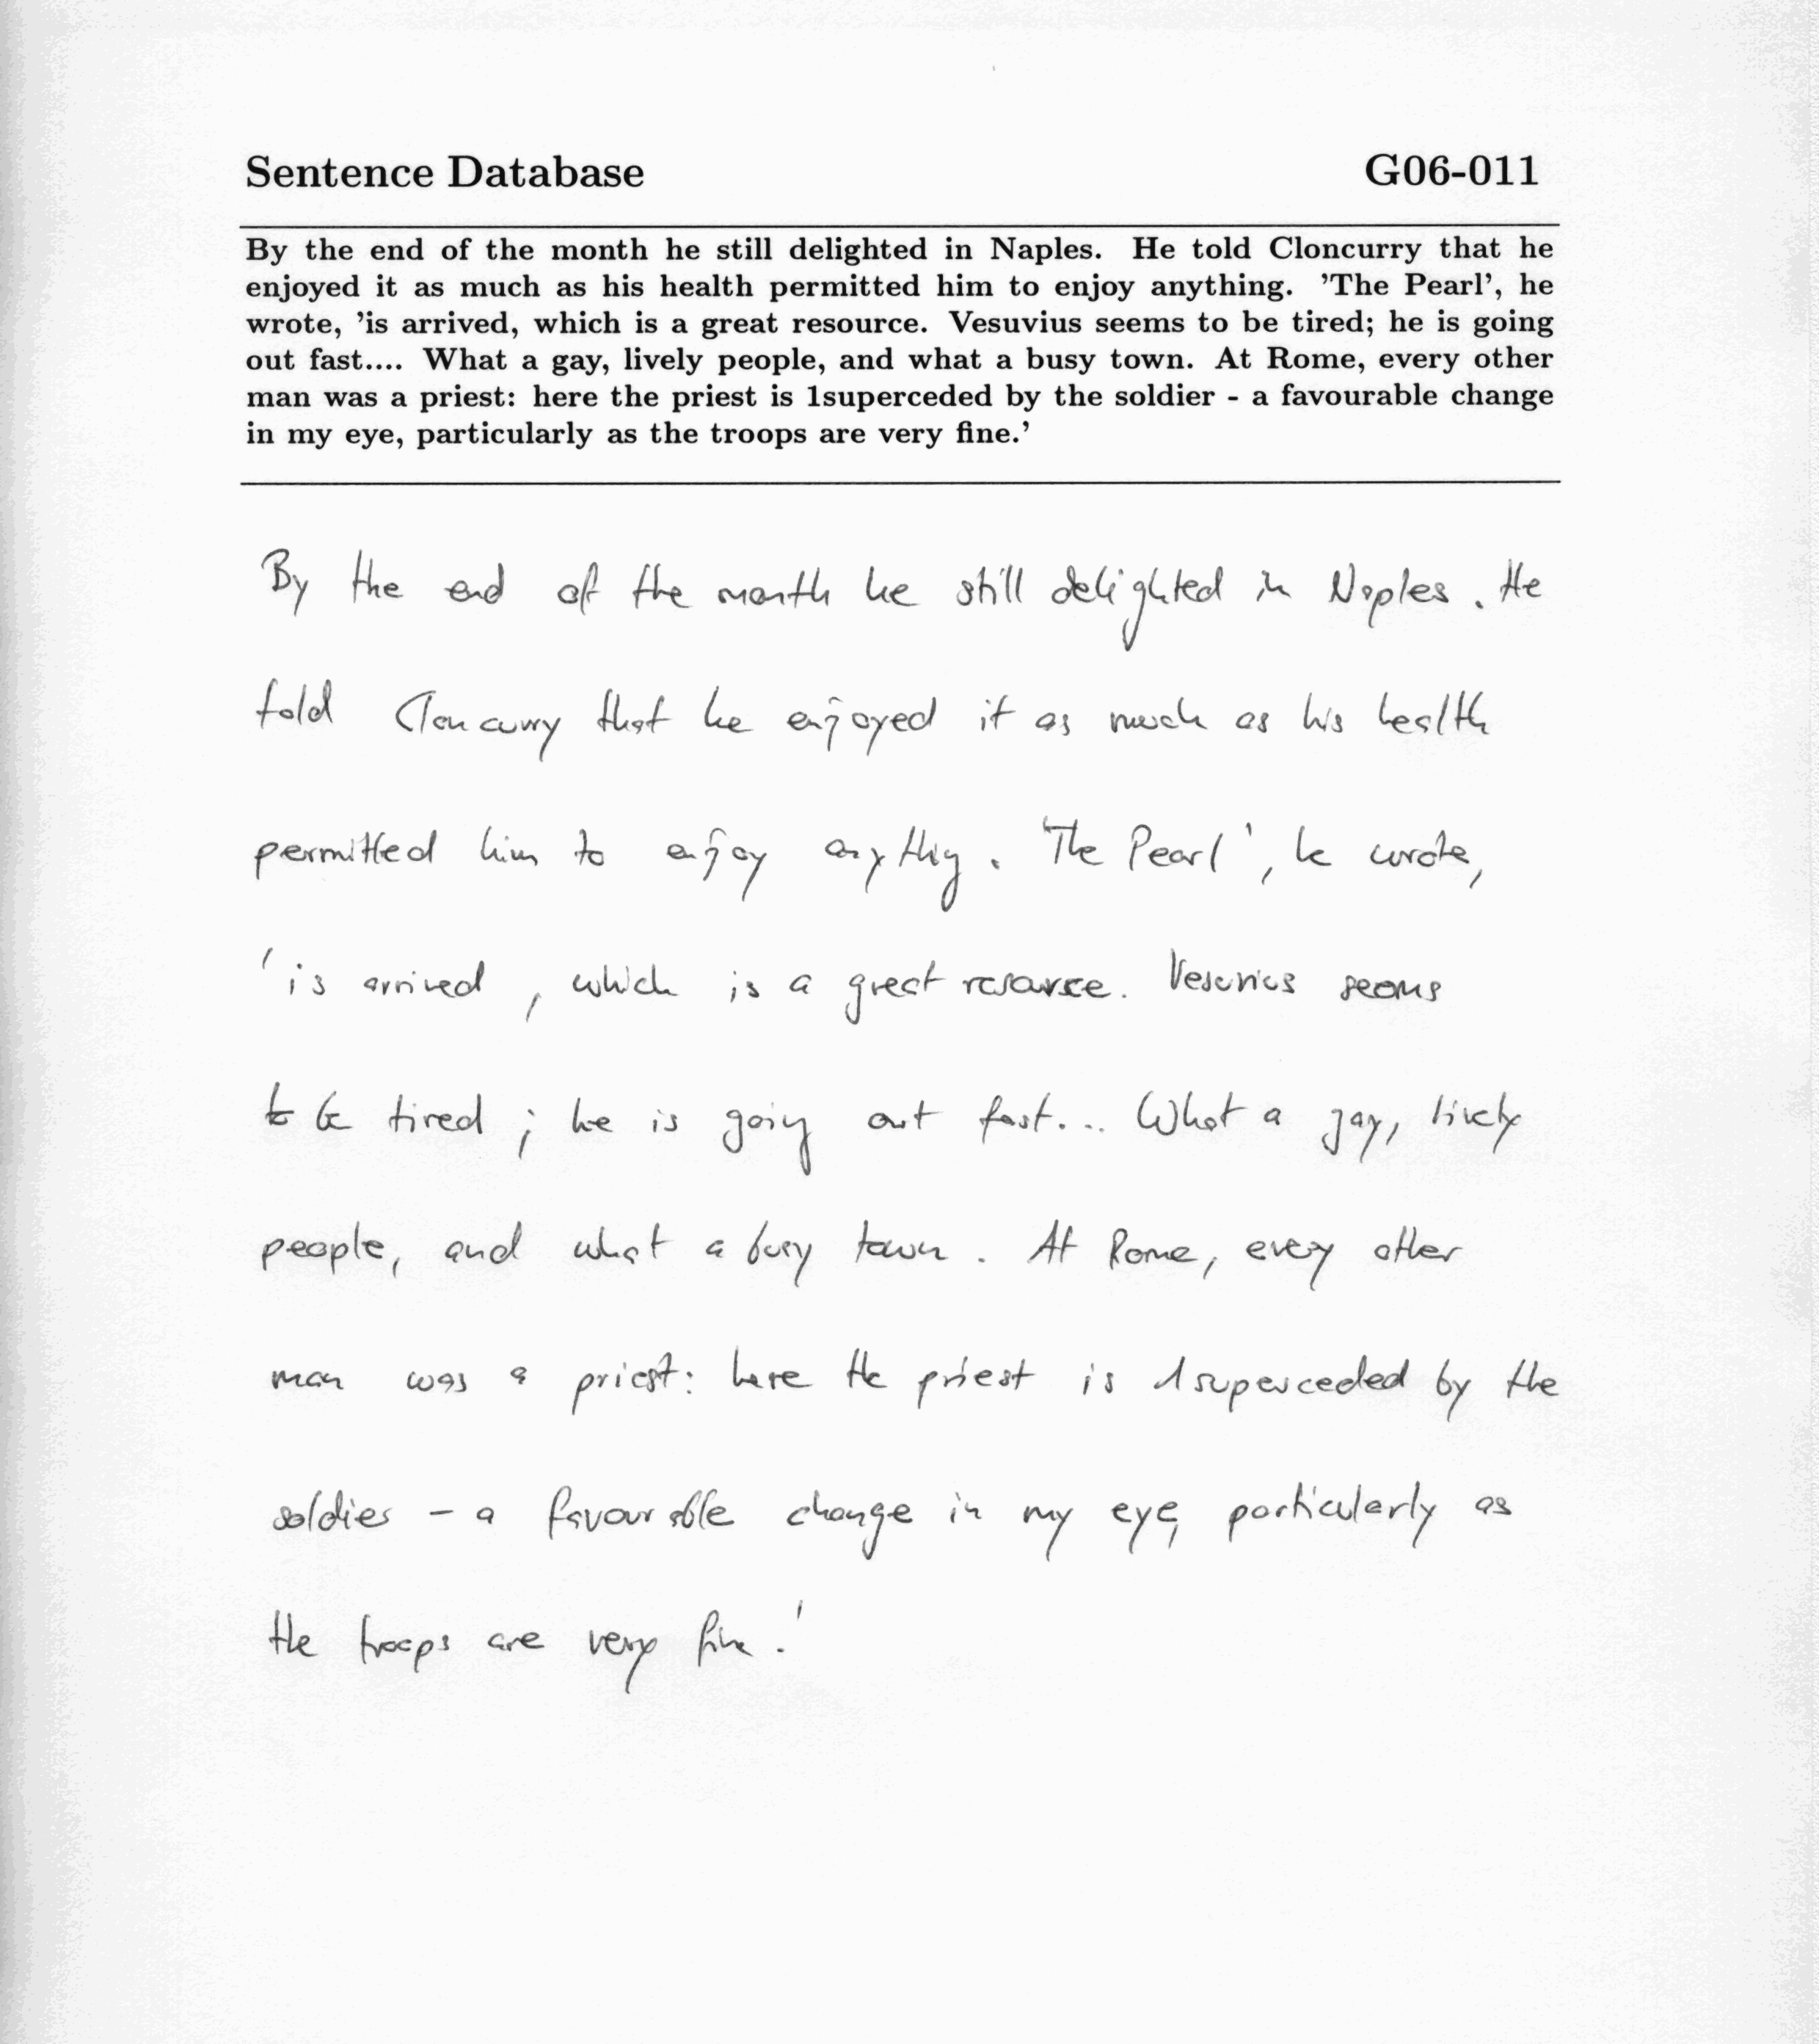 Sentence Database G06-011
By the end of the month he still delighted in Naples. He told Cloncurry that he
enjoyed it as much as his health permitted him to enjoy anything. 'The Pearl', he
wrote, 'is arrived, which is a great resource. Vesuvius seems to be tired; he is going
out fast.... What a gay, lively people, and what a busy town. At Rome, every other
man was a priest: here the priest is 1superceded by the soldier - a favourable change
in my eye, particularly as the troops are very fine.'
By the end of the month he still delighted in Naples. He
told Cloncurry that he enjoyed it as much as his health
permitted him to enjoy anything. 'The Pearl', he wrote,
'is arrived, which is a great resource. Vesuvius seems
to be tired; he is going out fast... What a gay, lively
people, and what a busy town. At Rome, every other
man was a priest: here the priest is 1superceded by the
soldier - a favourable change in my eye, particularly as
the troops are very fine.'